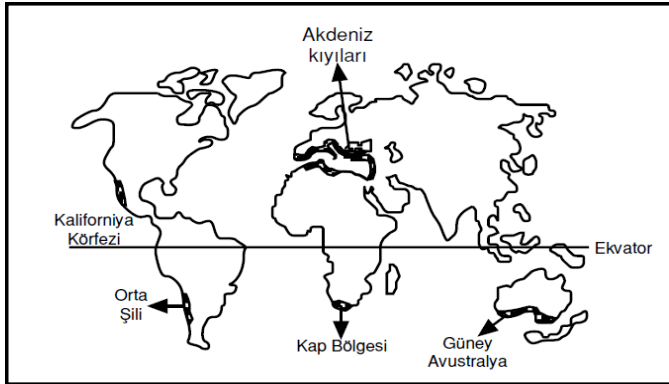 Akdeniz
kıyıları
Kaliforniya
Körfezi
Ekvator
Orta
Şili
Kap Bölgesi
Güney
Avustralya